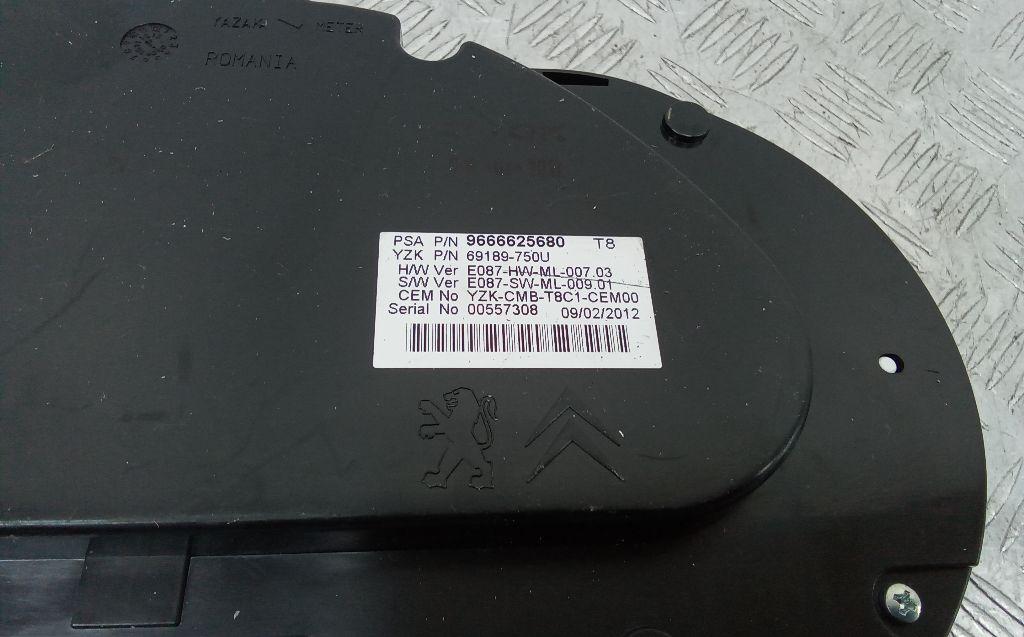 YAZAKI METER
ROMANIA
PSA P/N 9666625680 T8
YZK P/N 69189-750U
H/W Ver E087-HW-ML-007.03
S/W Ver E087-SW-ML-009.01
CEM No YZK-CMB-T8C1-CEM00
Serial No 00557308 09/02/2012